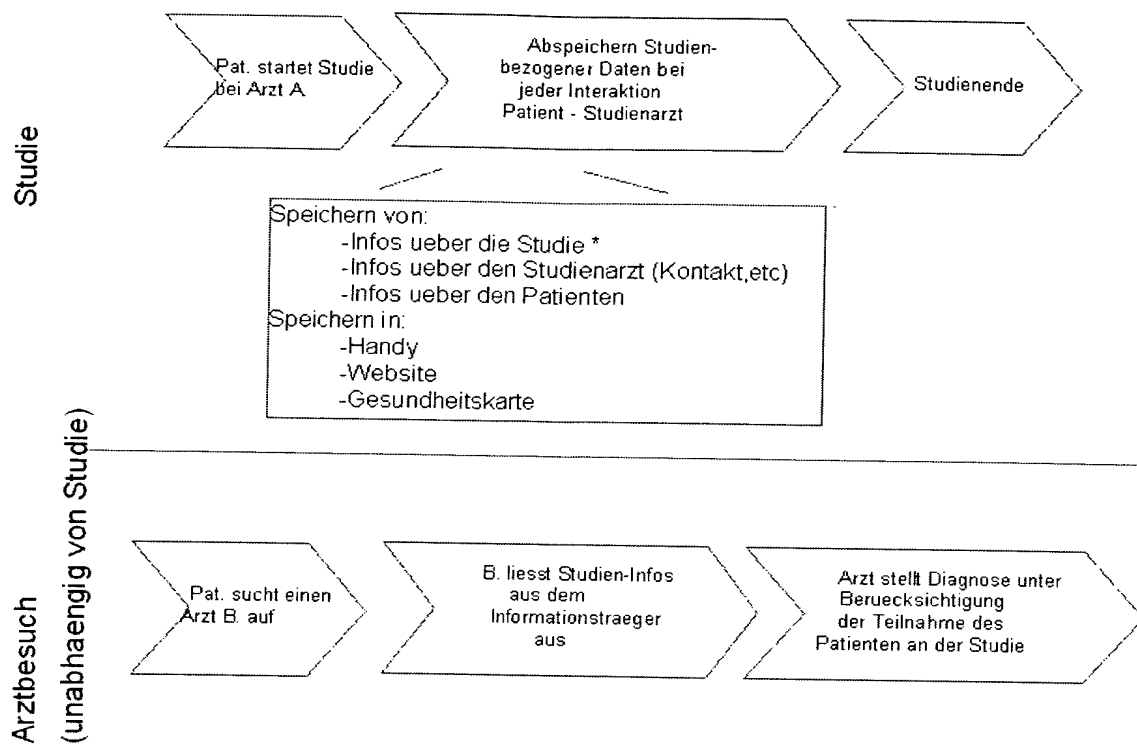 Studie
Pat. startet Studie
bei Arzt A
Abspeichern Studien-
bezogener Daten bei
jeder Interaktion
Patient - Studienarzt
Studienende
Speichern von:
-Infos ueber die Studie *
-Infos ueber den Studienarzt (Kontakt,etc)
-Infos ueber den Patienten
Speichern in:
-Handy
-Website
-Gesundheitskarte
Arztbesuch
(unabhaengig von Studie)
Pat. sucht einen
Arzt B. auf
B. liesst Studien-Infos
aus dem
Informationstraeger
aus
Arzt stellt Diagnose unter
Beruecksichtigung
der Teilnahme des
Patienten an der Studie